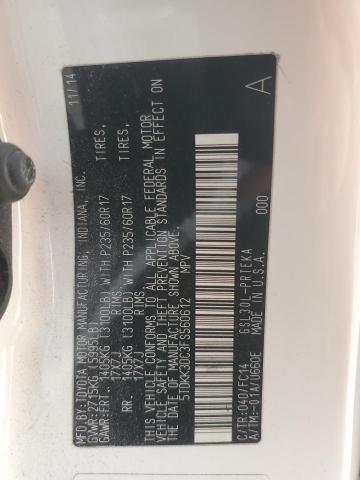 MFD.BY:TOYOTA MOTOR MANUFACTURING, INDIANA, INC. 11/14
GVWR:2715KG (5995LB)
GAWR:FRT. 1405KG (3100LB) WITH P235/60R17 TIRES,
17X7J RIMS,
RR. 1405KG (3100LB) WITH P235/60R17 TIRES,
17X7J RIMS,
THIS VEHICLE CONFORMS TO ALL APPLICABLE FEDERAL MOTOR
VEHICLE SAFETY, BUMPER, AND THEFT PREVENTION STANDARDS IN
EFFECT ON THE DATE OF MANUFACTURE SHOWN ABOVE.
5TDKK3DC3FS560612 MPV
A
C/TR:040/FC14 GSL30L-PRTEKA 000
A/TM:-01A/U660E MADE IN U.S.A.